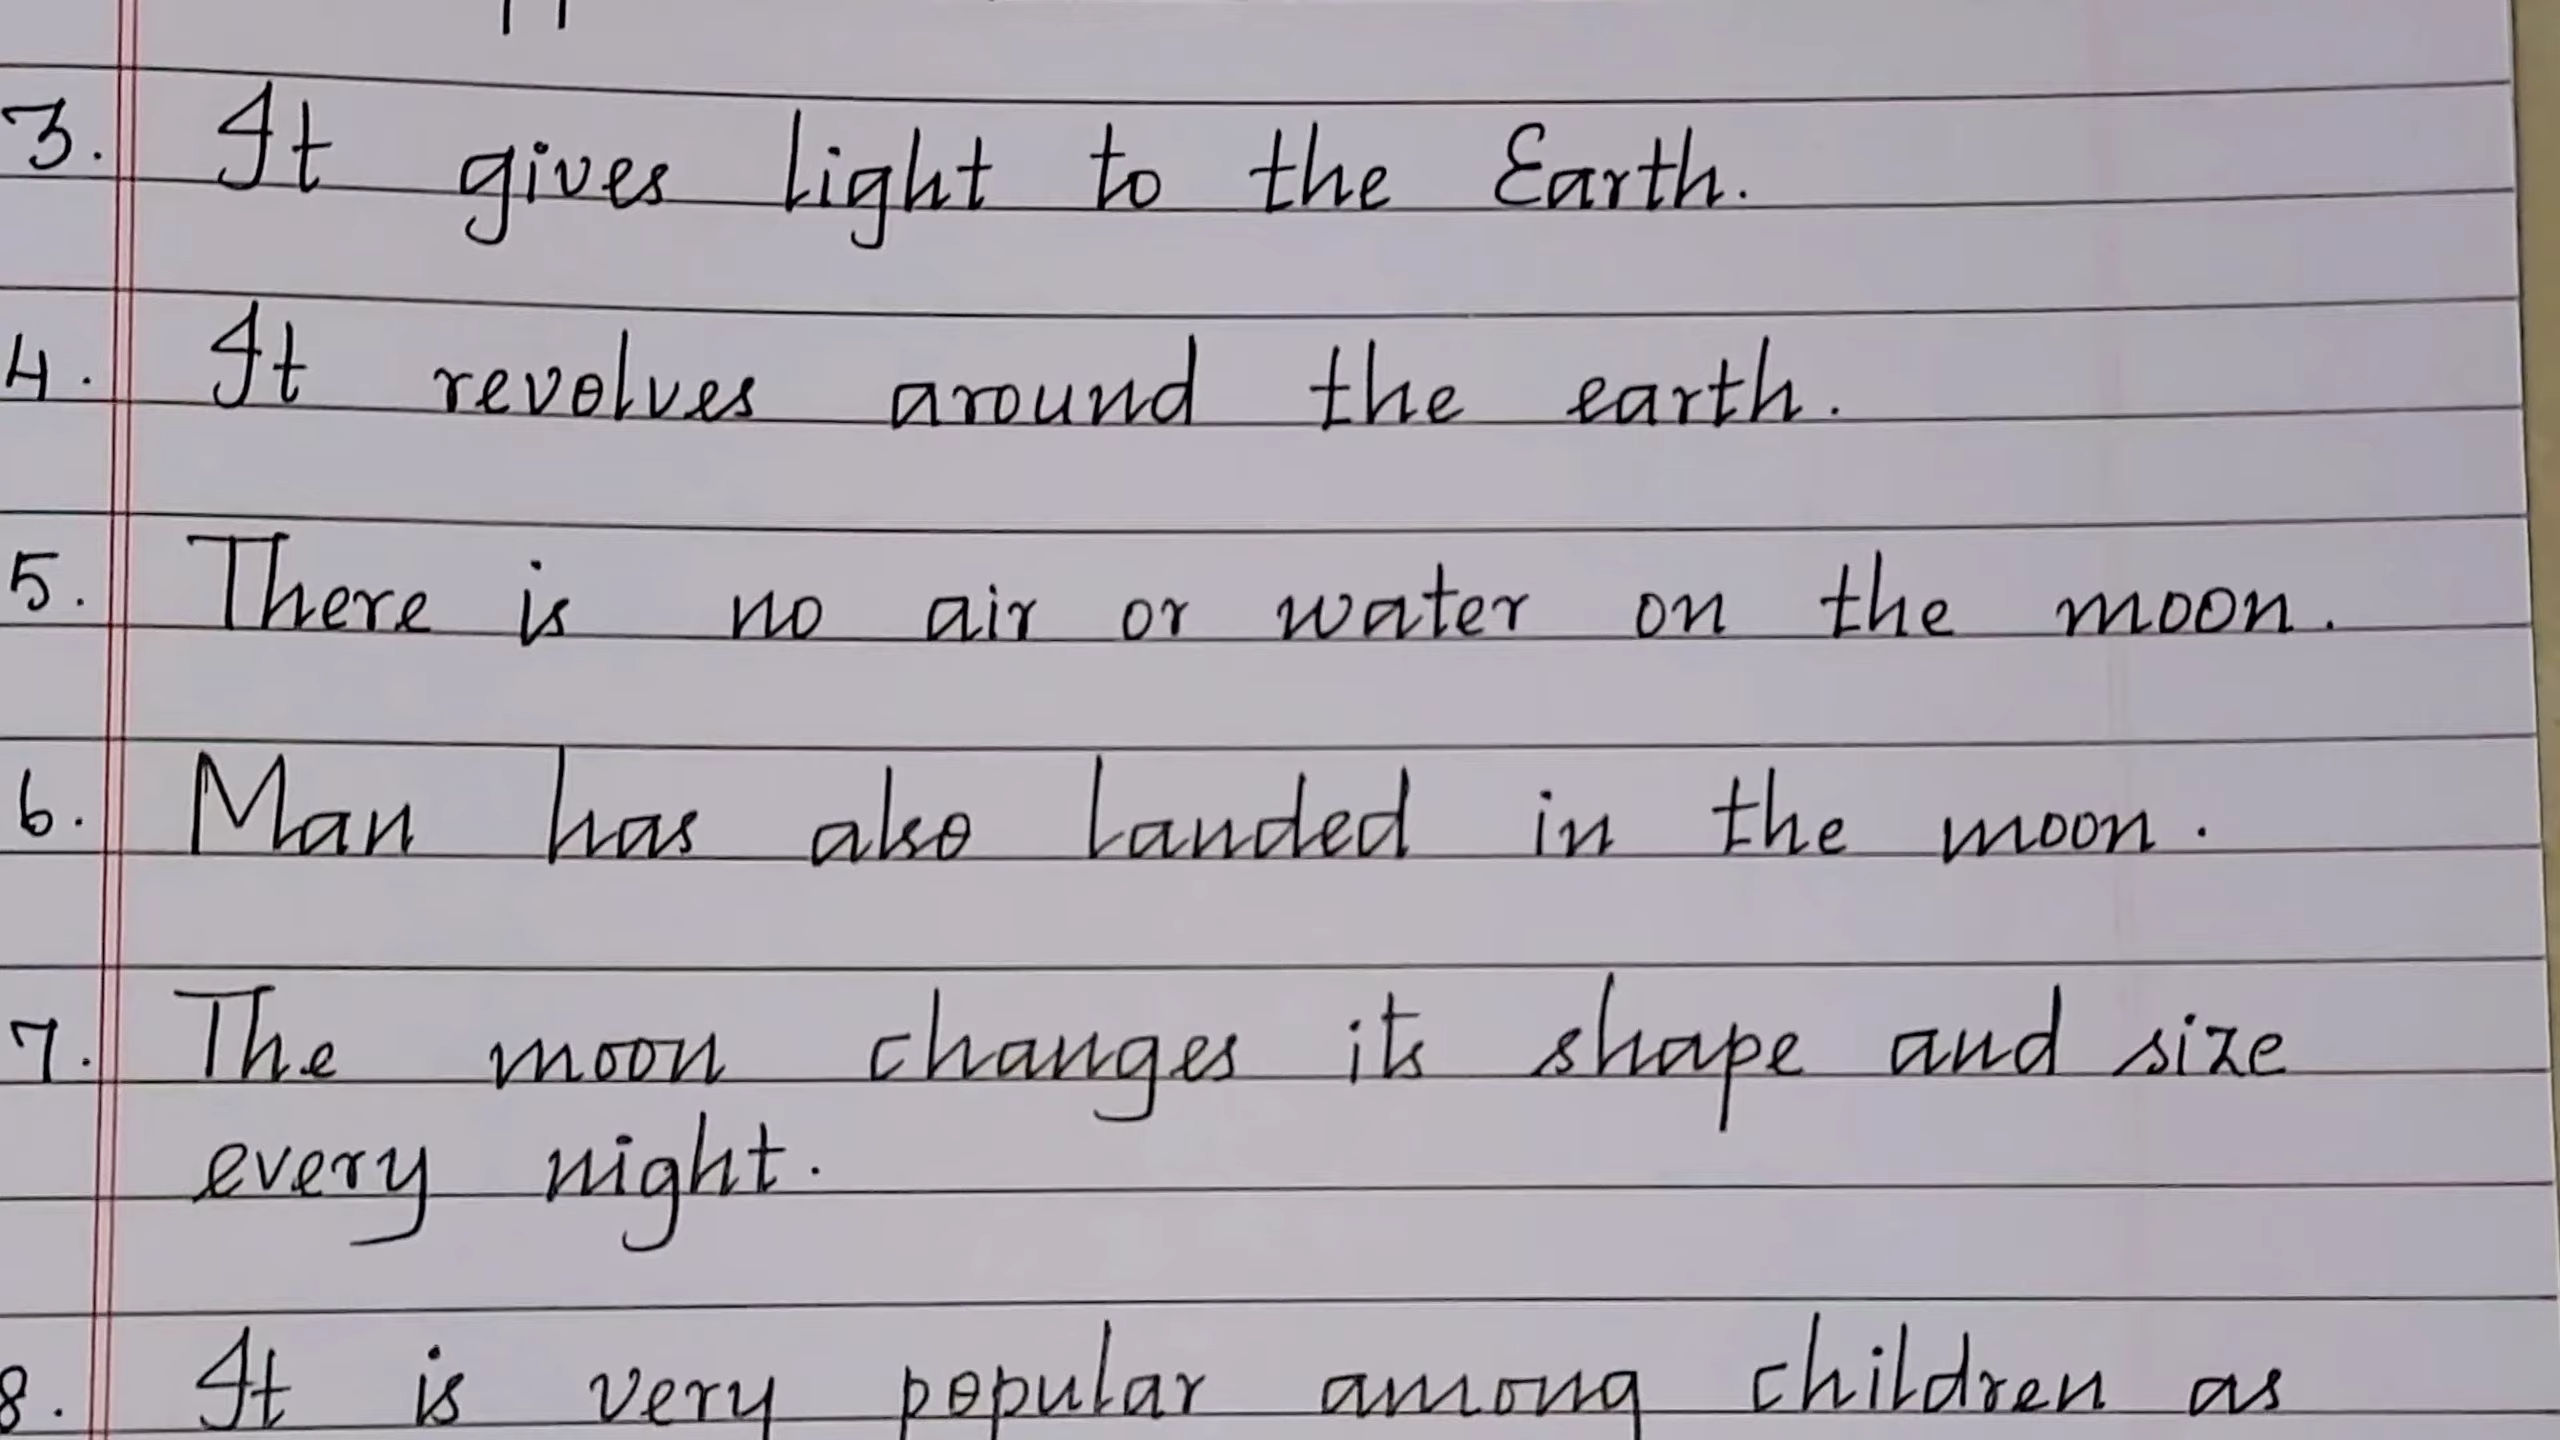 3. It gives light to the Earth.
4. It revolves around the earth.
5. There is no air or water on the moon.
6. Man has also landed in the moon.
7. The moon changes its shape and size
every night.
8. It is very popular among children as